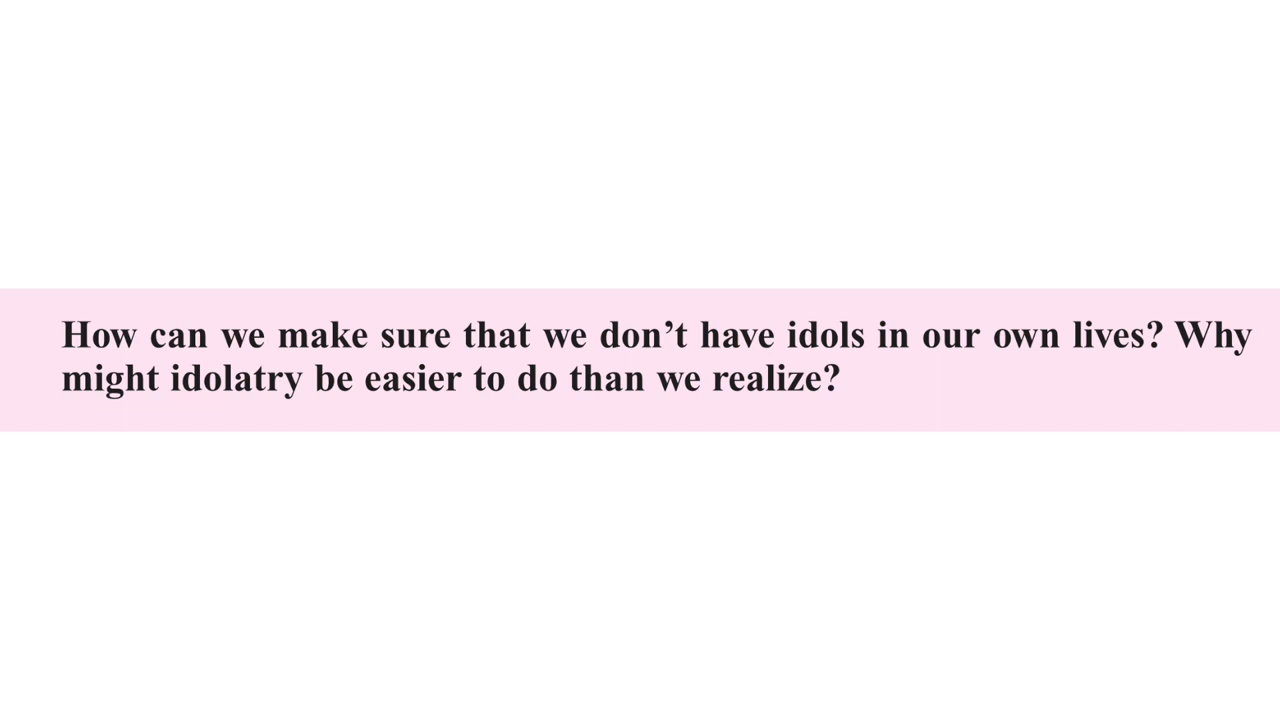 How can we make sure that we don’t have idols in our own lives? Why
might idolatry be easier to do than we realize?